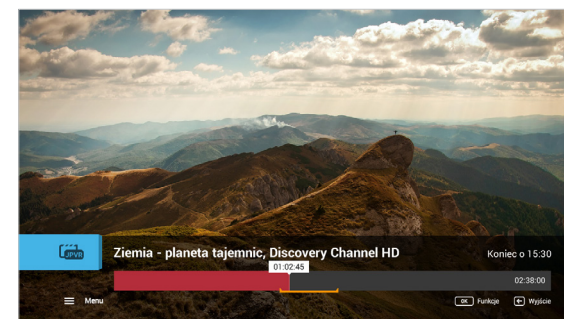 JPVR
Ziemia - planeta tajemnic, Discovery Channel HD
Koniec o 15:30
01:02:45
02:38:00
Menu
OK Funkcje
Wyjście